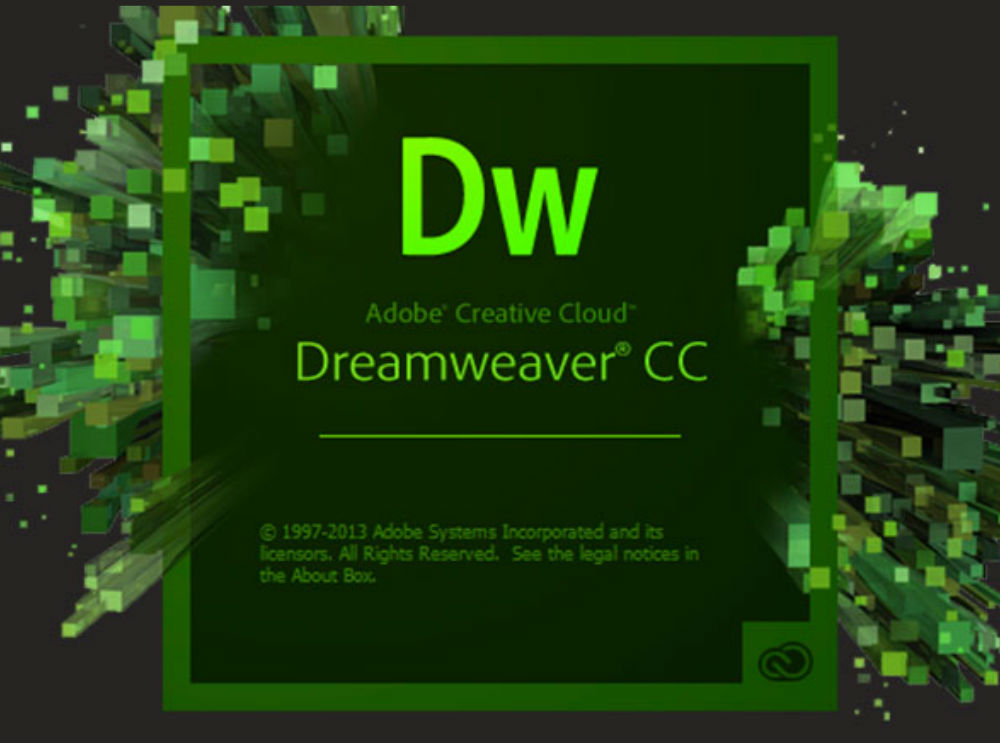 Dw
Adobe® Creative Cloud™
Dreamweaver® CC
© 1997-2013 Adobe Systems Incorporated and its
licensors. All Rights Reserved.  See the legal notices in
the About Box.